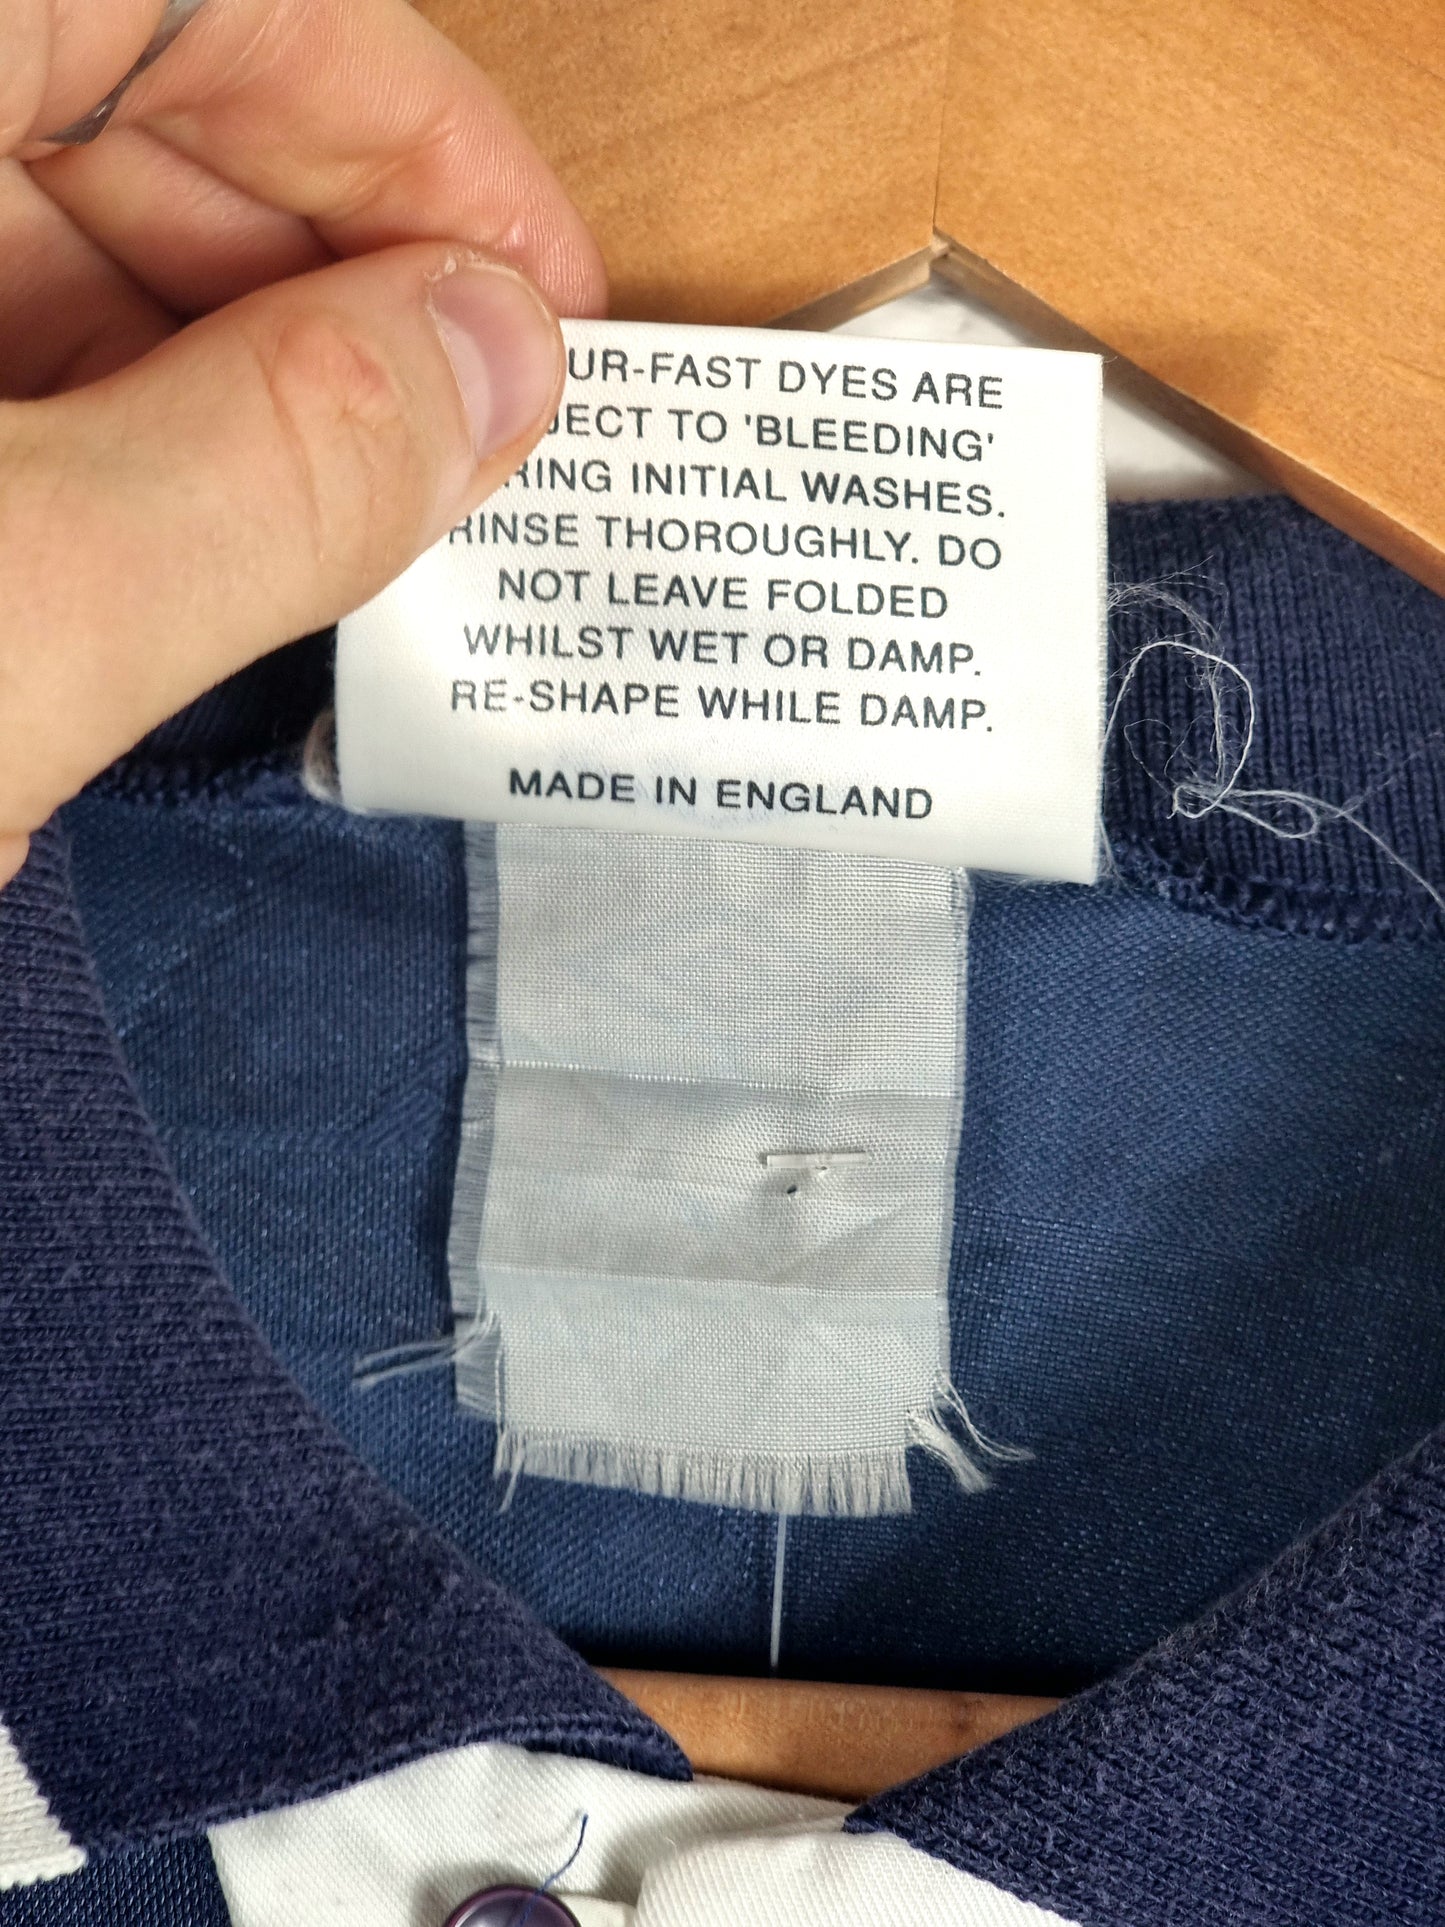 UR-FAST DYES ARE
JECT TO 'BLEEDING'
RING INITIAL WASHES.
RINSE THOROUGHLY. DO
NOT LEAVE FOLDED
WHILST WET OR DAMP.
RE-SHAPE WHILE DAMP.
MADE IN ENGLAND